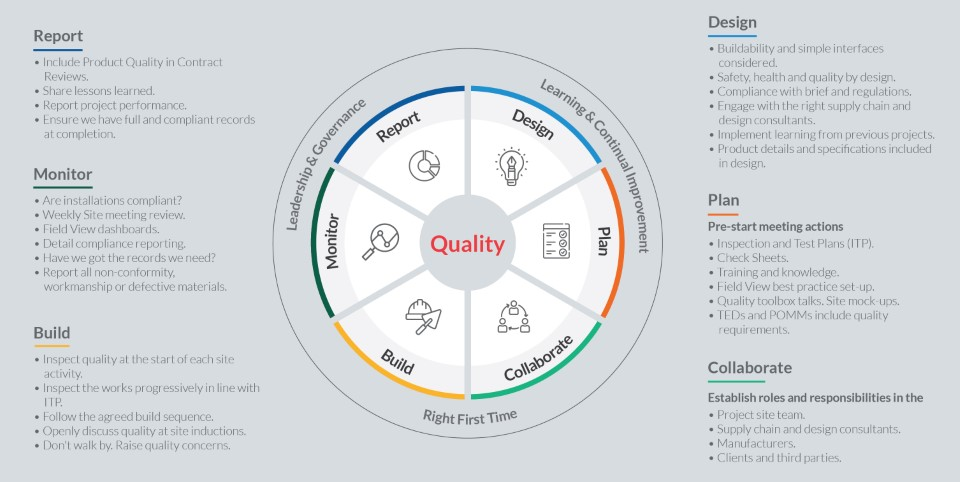 Report
• Include Product Quality in Contract
Reviews.
• Share lessons learned.
• Report project performance.
• Ensure we have full and compliant records
at completion.
Monitor
• Are installations compliant?
• Weekly Site meeting review.
• Field View dashboards.
• Detail compliance reporting.
• Have we got the records we need?
• Report all non-conformity,
workmanship or defective materials.
Build
• Inspect quality at the start of each site
activity.
• Inspect the works progressively in line with
ITP.
• Follow the agreed build sequence.
• Openly discuss quality at site inductions.
• Don't walk by. Raise quality concerns.
Leadership & Governance
Learning & Continual Improvement
Right First Time
Report
Design
Monitor
Quality
Plan
Build
Collaborate
Design
• Buildability and simple interfaces
considered.
• Safety, health and quality by design.
• Compliance with brief and regulations.
• Engage with the right supply chain and
design consultants.
• Implement learning from previous projects.
• Product details and specifications included
in design.
Plan
Pre-start meeting actions
• Inspection and Test Plans (ITP).
• Check Sheets.
• Training and knowledge.
• Field View best practice set-up.
• Quality toolbox talks. Site mock-ups.
• TEDs and POMMs include quality
requirements.
Collaborate
Establish roles and responsibilities in the
• Project site team.
• Supply chain and design consultants.
• Manufacturers.
• Clients and third parties.